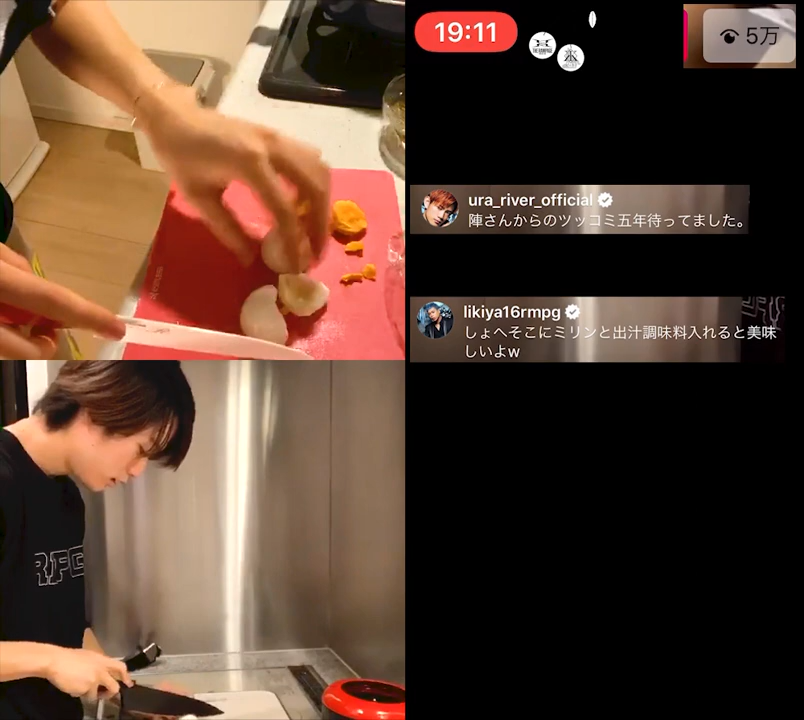 19:11
5万
ura_river_official
陣さんからのツッコミ五年待ってました。
likiya16rmpg
しょへそこにミリンと出汁調味料入れると美味
しいよw